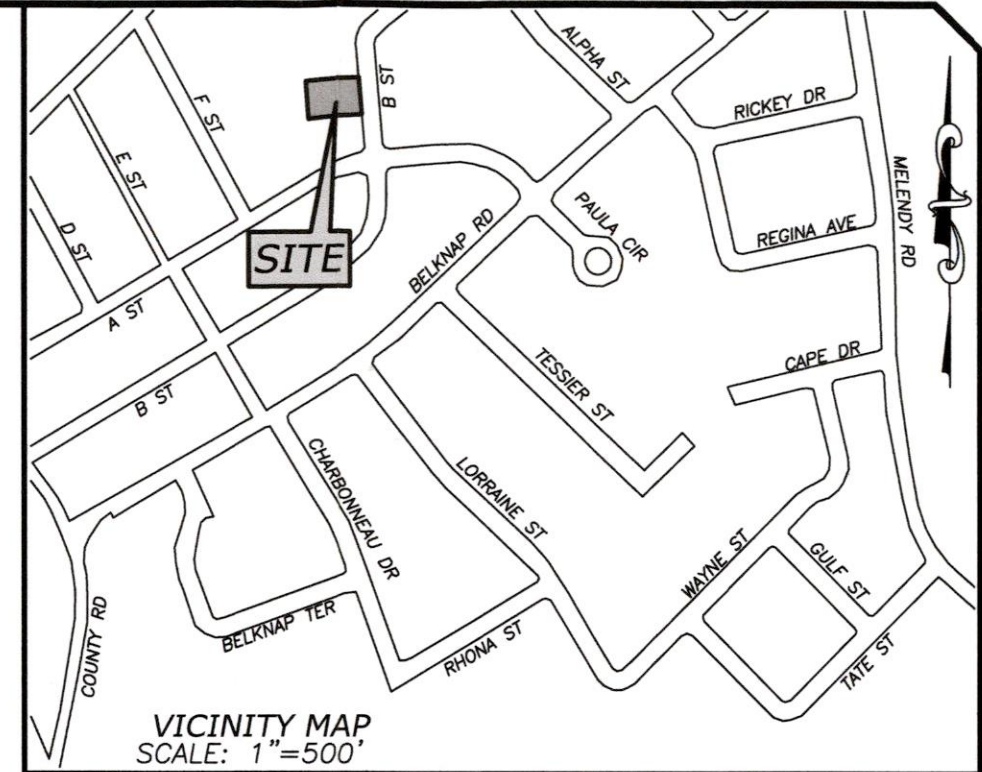 ALPHA ST
B ST
F ST
RICKEY DR
E ST
MELENDY RD
PAULA CIR
D ST
REGINA AVE
BELKNAP RD
SITE
A ST
CAPE DR
TESSIER ST
B ST
CHARBONNEAU DR
LORRAINE ST
WAYNE ST
GULF ST
BELKNAP TER
COUNTY RD
RHONA ST
TATE ST
VICINITY MAP
SCALE: 1"=500'